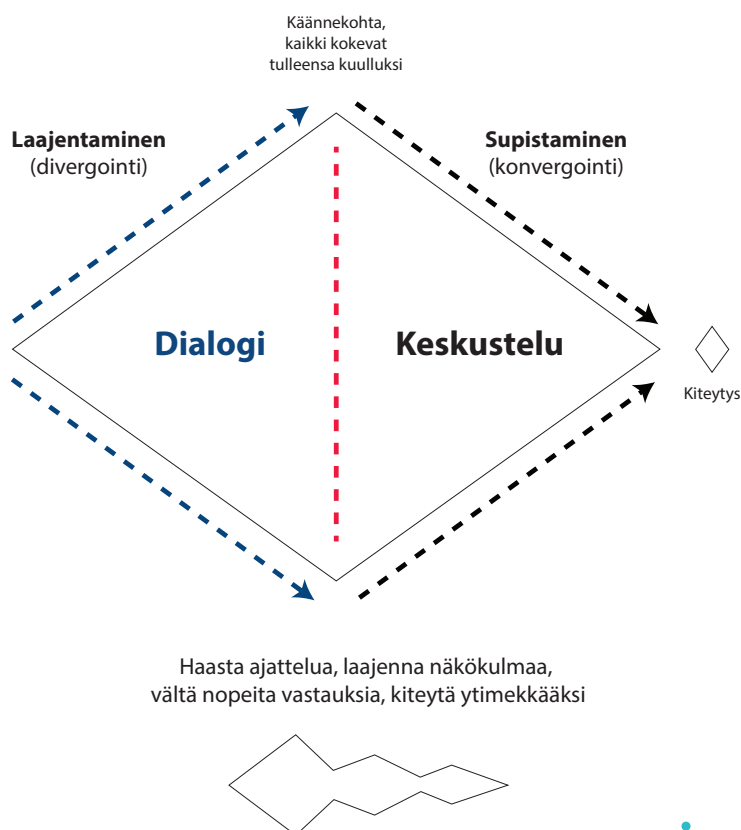 Käännekohta,
kaikki kokevat
tulleensa kuulluksi
Laajentaminen
(divergointi)
Supistaminen
(konvergointi)
Dialogi
Keskustelu
Kiteytys
Haasta ajattelua, laajenna näkökulmaa,
vältä nopeita vastauksia, kiteytä ytimekkääksi